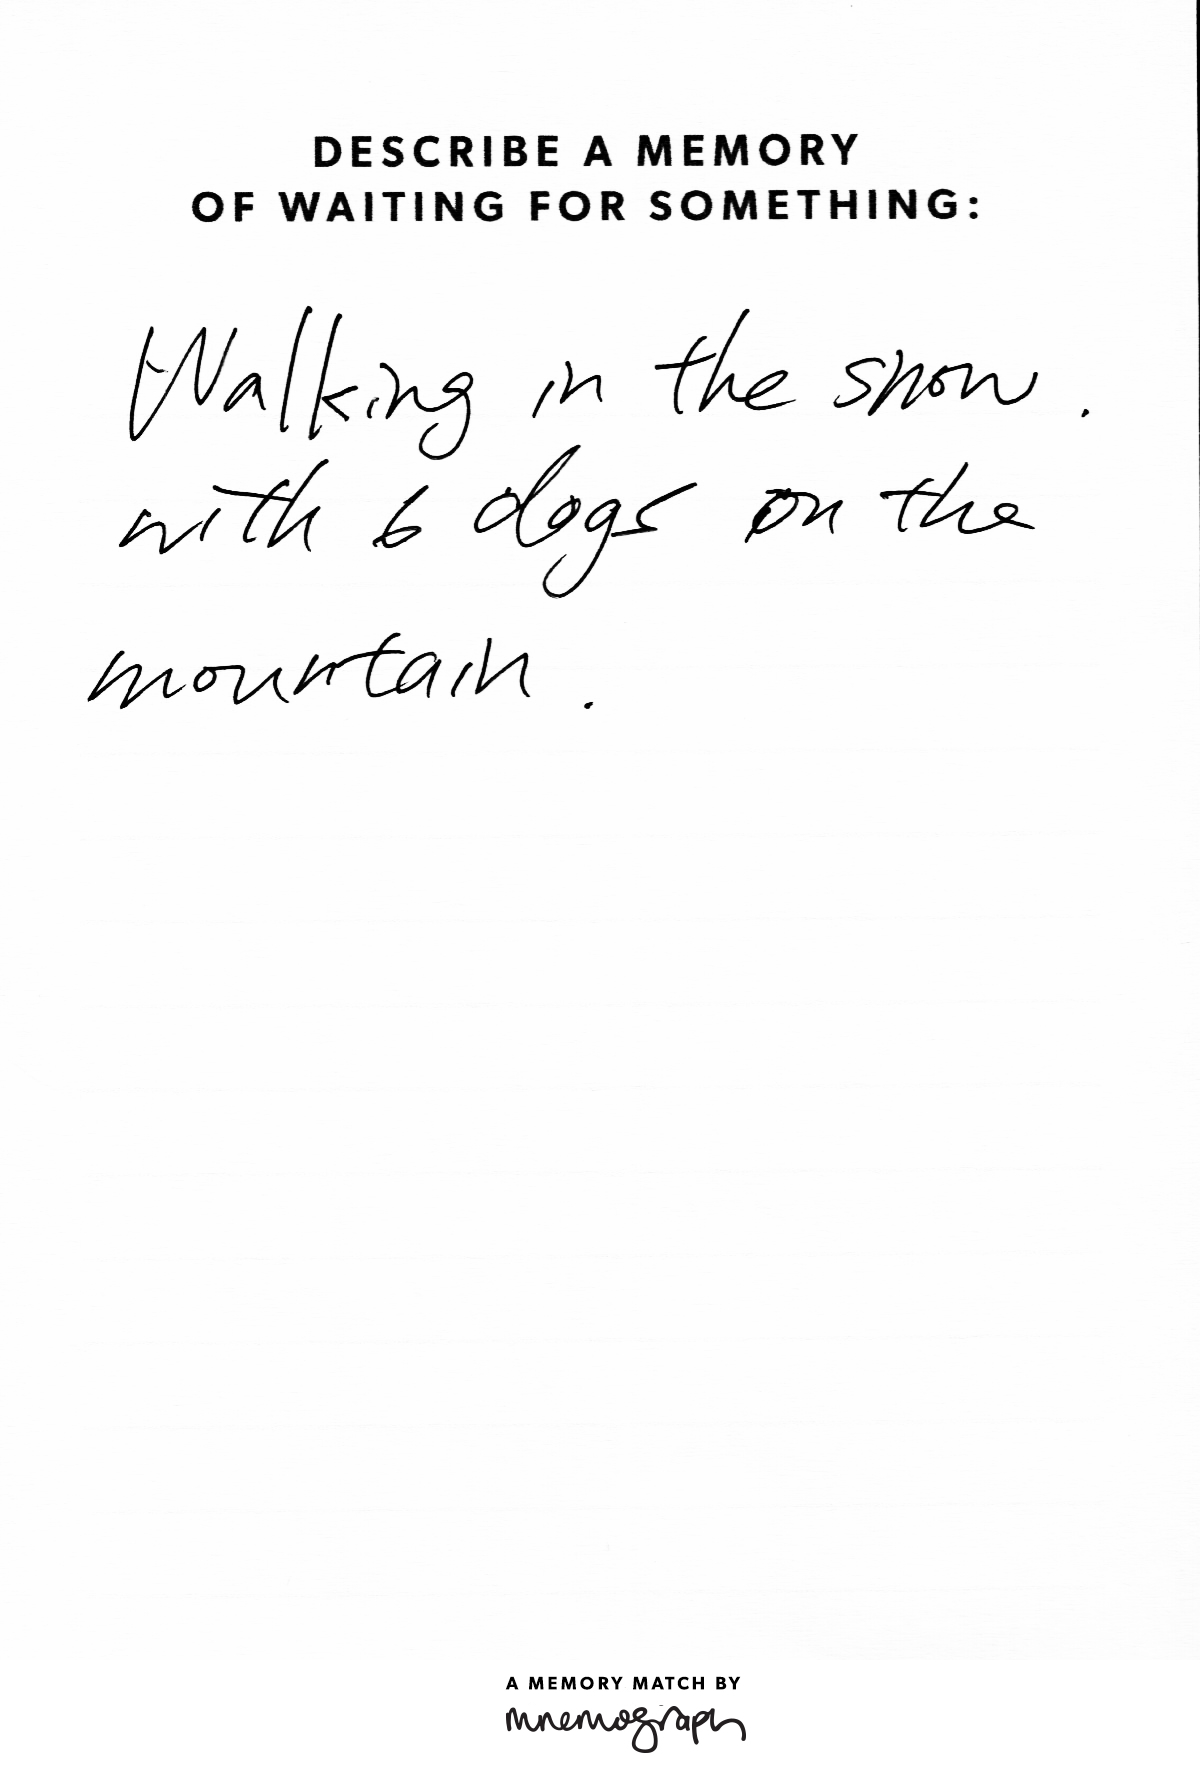 DESCRIBE A MEMORY
OF WAITING FOR SOMETHING:
Walking in the snow.
with 6 dogs on the
mountain.
A MEMORY MATCH BY
mnemograph